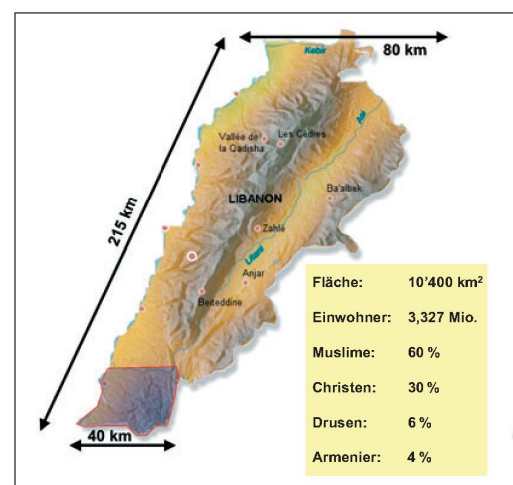 80 km
Kebir
Vallée de
la Qadisha
Les Cèdres
Asi
Ba'albek
LIBANON
215 km
Zahlé
Litani
Anjar
Beiteddine
40 km
Fläche: 10'400 km²
Einwohner: 3,327 Mio.
Muslime: 60 %
Christen: 30 %
Drusen: 6 %
Armenier: 4 %